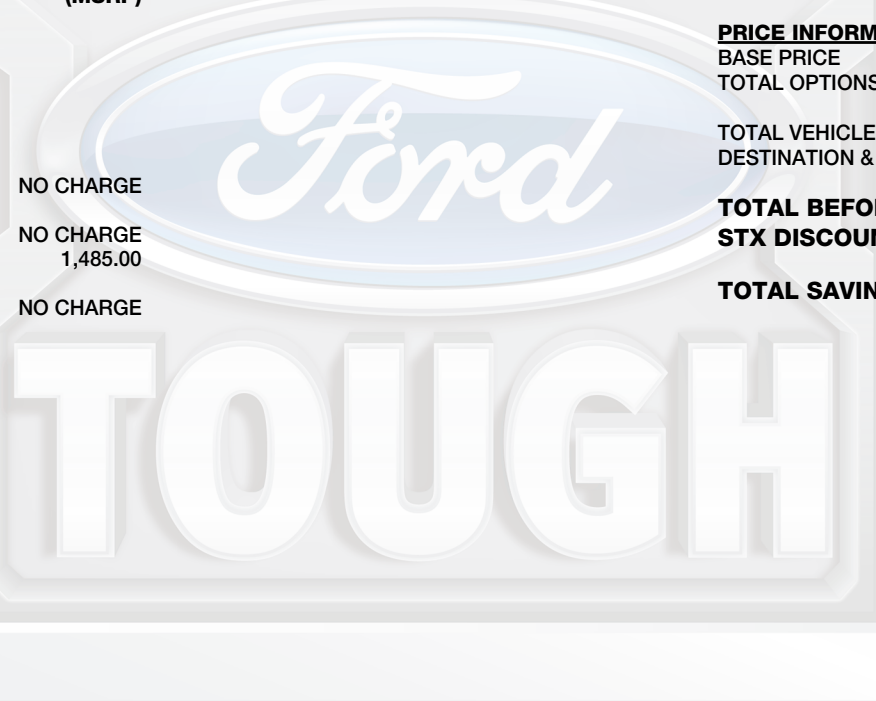 (MSRP)
NO CHARGE
NO CHARGE
1,485.00
NO CHARGE
PRICE INFORM
BASE PRICE
TOTAL OPTIONS
TOTAL VEHICLE
DESTINATION &
TOTAL BEFO
STX DISCOUN
TOTAL SAVIN
Ford
TOUGH